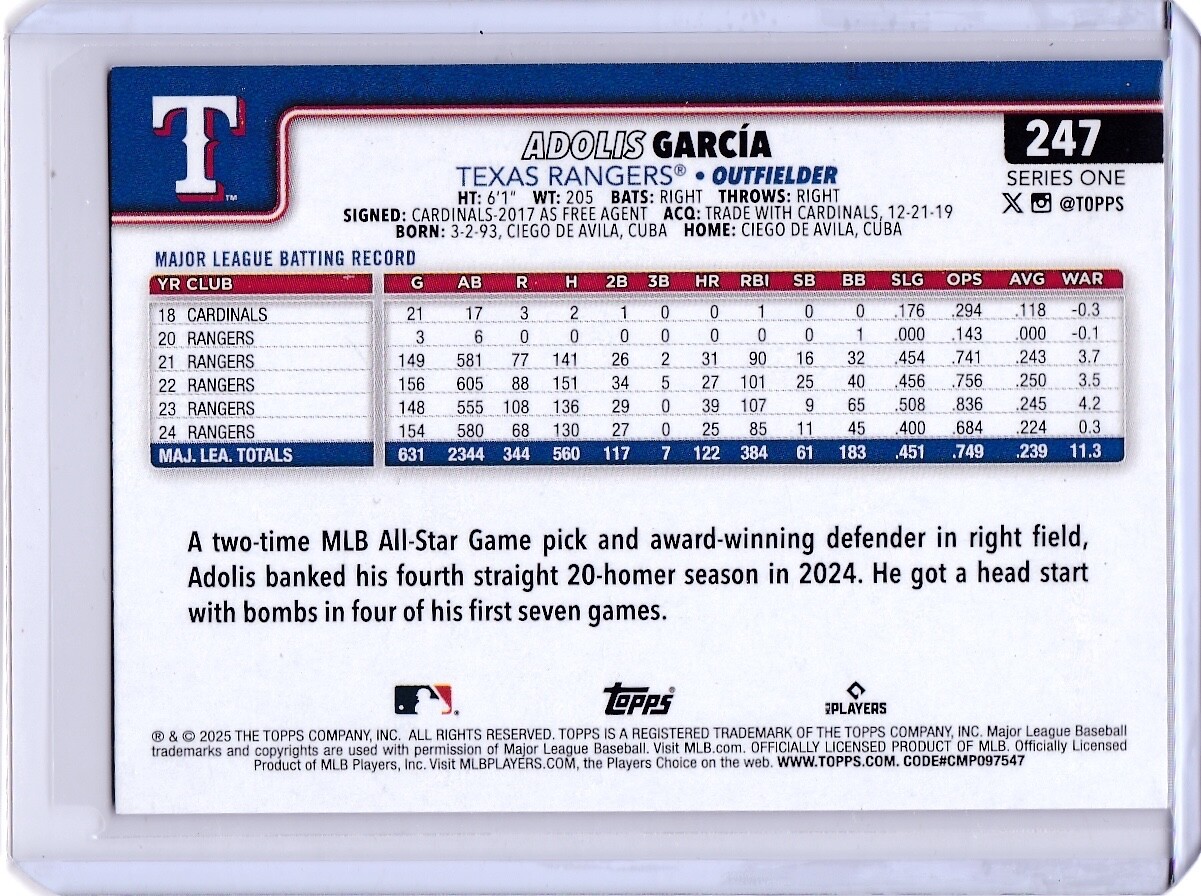 T
TM
ADOLIS GARCÍA
247
TEXAS RANGERS® • OUTFIELDER
SERIES ONE
HT: 6'1" WT: 205 BATS: RIGHT THROWS: RIGHT
@TOPPS
SIGNED: CARDINALS-2017 AS FREE AGENT ACQ: TRADE WITH CARDINALS, 12-21-19
BORN: 3-2-93, CIEGO DE AVILA, CUBA HOME: CIEGO DE AVILA, CUBA
MAJOR LEAGUE BATTING RECORD
YR CLUB G AB R H 2B 3B HR RBI SB BB SLG OPS AVG WAR
18 CARDINALS 21 17 3 2 1 0 0 1 0 0 .176 .294 .118 -0.3
20 RANGERS 3 6 0 0 0 0 0 0 0 1 .000 .143 .000 -0.1
21 RANGERS 149 581 77 141 26 2 31 90 16 32 .454 .741 .243 3.7
22 RANGERS 156 605 88 151 34 5 27 101 25 40 .456 .756 .250 3.5
23 RANGERS 148 555 108 136 29 0 39 107 9 65 .508 .836 .245 4.2
24 RANGERS 154 580 68 130 27 0 25 85 11 45 .400 .684 .224 0.3
MAJ. LEA. TOTALS 631 2344 344 560 117 7 122 384 61 183 .451 .749 .239 11.3
A two-time MLB All-Star Game pick and award-winning defender in right field,
Adolis banked his fourth straight 20-homer season in 2024. He got a head start
with bombs in four of his first seven games.
Topps® MLBPLAYERS
® & © 2025 THE TOPPS COMPANY, INC. ALL RIGHTS RESERVED. TOPPS IS A REGISTERED TRADEMARK OF THE TOPPS COMPANY, INC. Major League Baseball
trademarks and copyrights are used with permission of Major League Baseball. Visit MLB.com. OFFICIALLY LICENSED PRODUCT OF MLB. Officially Licensed
Product of MLB Players, Inc. Visit MLBPLAYERS.COM, the Players Choice on the web. WWW.TOPPS.COM. CODE#CMP097547